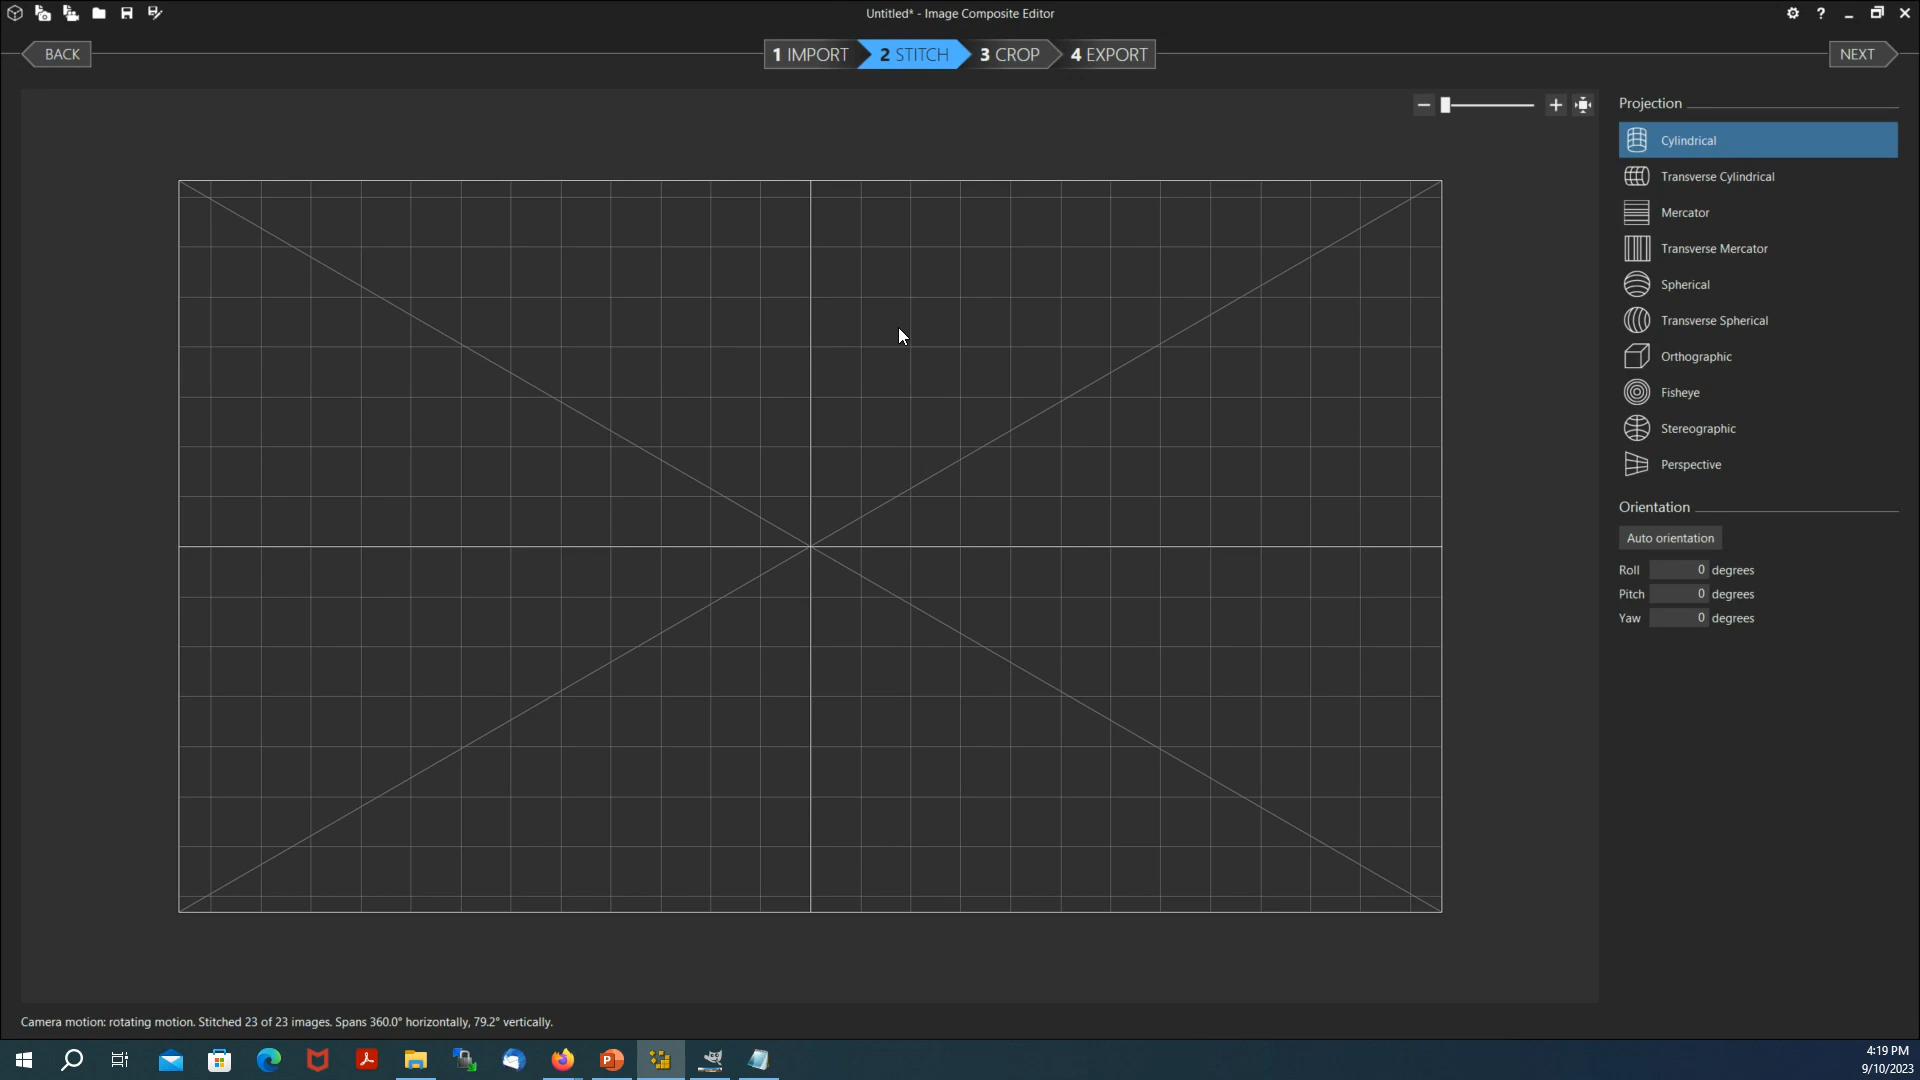 Untitled* - Image Composite Editor
BACK
1 IMPORT
2 STITCH
3 CROP
4 EXPORT
NEXT
Projection
Cylindrical
Transverse Cylindrical
Mercator
Transverse Mercator
Spherical
Transverse Spherical
Orthographic
Fisheye
Stereographic
Perspective
Orientation
Auto orientation
Roll 0 degrees
Pitch 0 degrees
Yaw 0 degrees
Camera motion: rotating motion. Stitched 23 of 23 images. Spans 360.0° horizontally, 79.2° vertically.
4:19 PM
9/10/2023